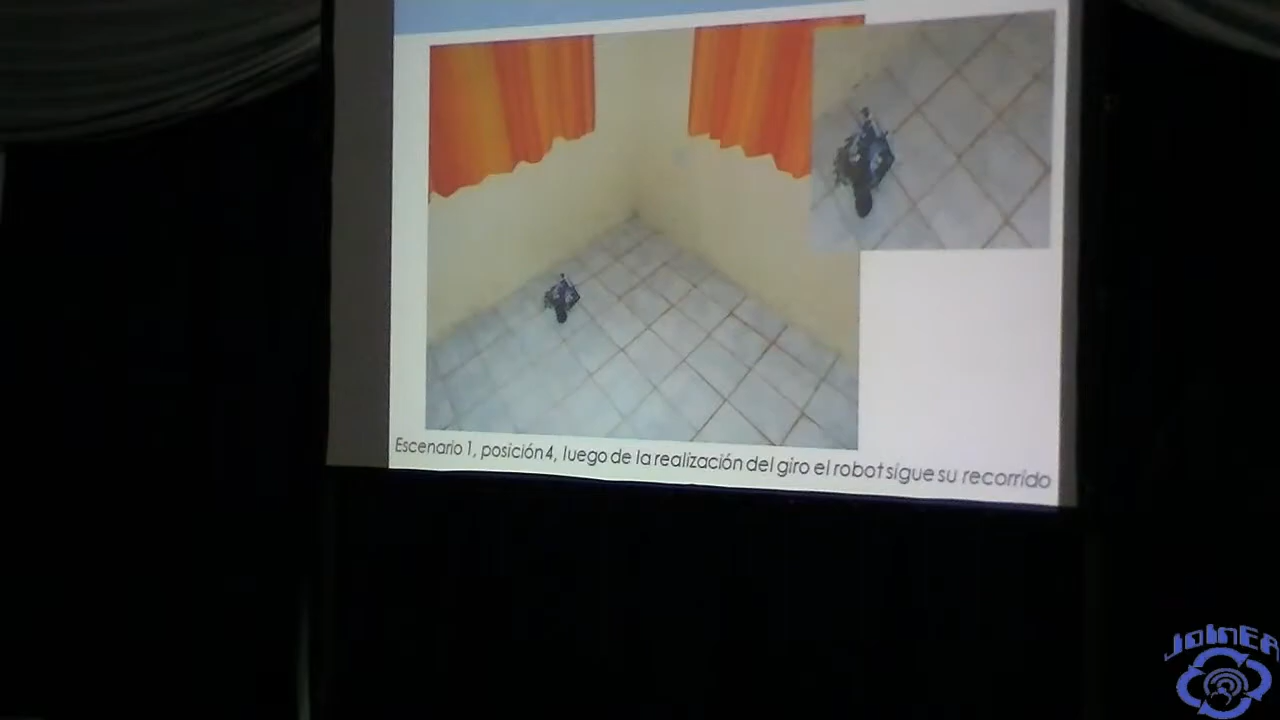 Escenario 1, posición 4, luego de la realización del giro el robot sigue su recorrido
JoinEA